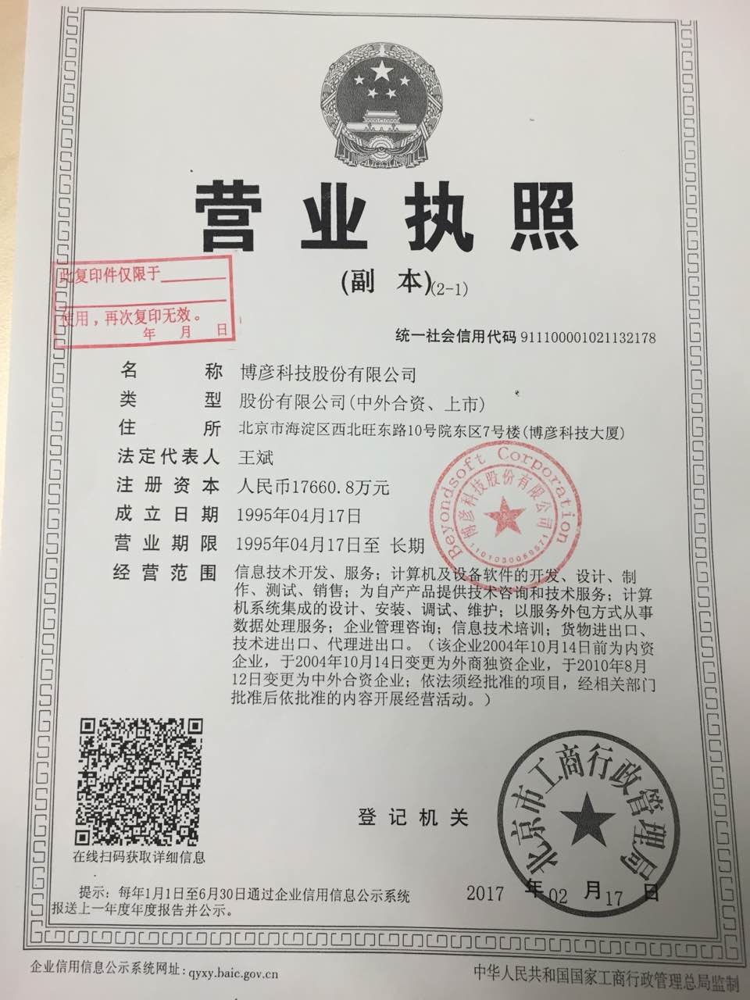 营业执照
(副 本)(2-1)
此复印件仅限于
使用，再次复印无效。
年 月 日
统一社会信用代码 911100001021132178
名 称 博彦科技股份有限公司
类 型 股份有限公司(中外合资、上市)
住 所 北京市海淀区西北旺东路10号院东区7号楼(博彦科技大厦)
法定代表人 王斌
注册资本 人民币17660.8万元
成立日期 1995年04月17日
营业期限 1995年04月17日至 长期
经营范围 信息技术开发、服务；计算机及设备软件的开发、设计、制
作、测试、销售；为自产产品提供技术咨询和技术服务；计算
机系统集成的设计、安装、调试、维护；以服务外包方式从事
数据处理服务；企业管理咨询；信息技术培训；货物进出口、
技术进出口、代理进出口。（该企业2004年10月14日前为内资
企业，于2004年10月14日变更为外商独资企业，于2010年8月
12日变更为中外合资企业；依法须经批准的项目，经相关部门
批准后依批准的内容开展经营活动。）
Beyondsoft Corporation
博彦科技股份有限公司
在线扫码获取详细信息
登记机关
北京市工商行政管理局
2017 年 02 月 17 日
提示：每年1月1日至6月30日通过企业信用信息公示系统
报送上一年度年度报告并公示。
企业信用信息公示系统网址：qyxy.baic.gov.cn
中华人民共和国国家工商行政管理总局监制